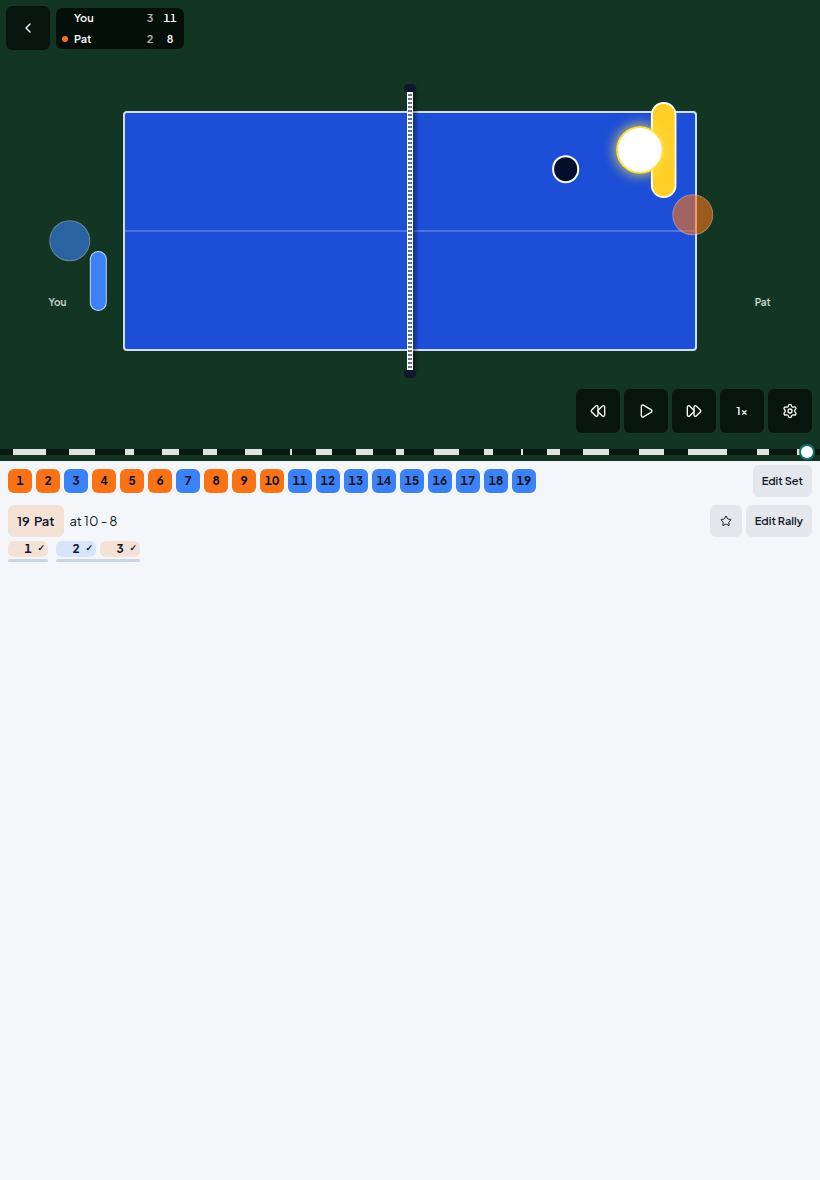 You 3 11
Pat 2 8
You
Pat
1x
1 2 3 4 5 6 7 8 9 10 11 12 13 14 15 16 17 18 19
Edit Set
19 Pat at 10 - 8
Edit Rally
1 ✓ 2 ✓ 3 ✓